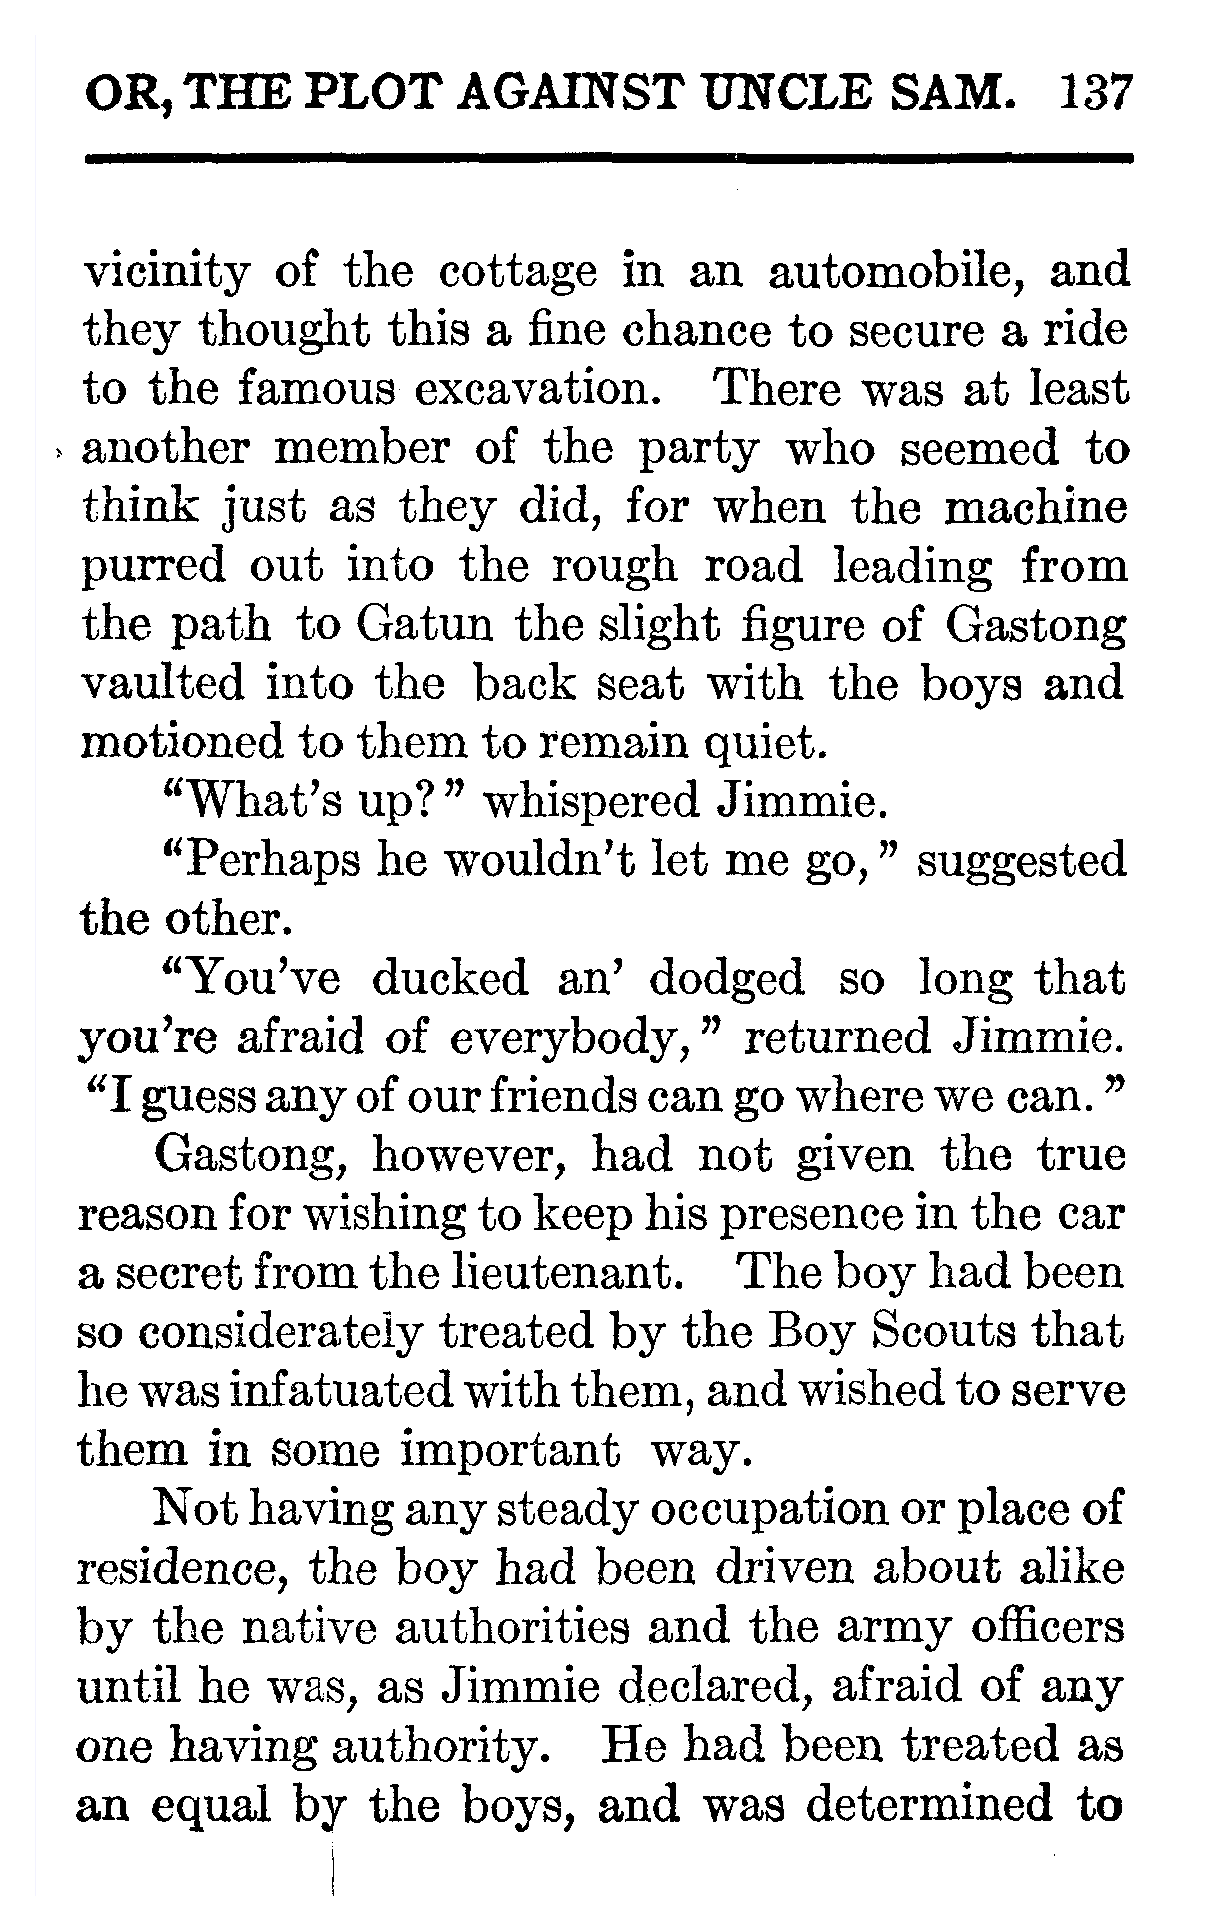 OR, THE PLOT AGAINST UNCLE SAM. 137
vicinity of the cottage in an automobile, and
they thought this a fine chance to secure a ride
to the famous excavation. There was at least
another member of the party who seemed to
think just as they did, for when the machine
purred out into the rough road leading from
the path to Gatun the slight figure of Gastong
vaulted into the back seat with the boys and
motioned to them to remain quiet.
“What’s up?” whispered Jimmie.
“Perhaps he wouldn’t let me go,” suggested
the other.
“You’ve ducked an’ dodged so long that
you’re afraid of everybody,” returned Jimmie.
“I guess any of our friends can go where we can.”
Gastong, however, had not given the true
reason for wishing to keep his presence in the car
a secret from the lieutenant. The boy had been
so considerately treated by the Boy Scouts that
he was infatuated with them, and wished to serve
them in some important way.
Not having any steady occupation or place of
residence, the boy had been driven about alike
by the native authorities and the army officers
until he was, as Jimmie declared, afraid of any
one having authority. He had been treated as
an equal by the boys, and was determined to